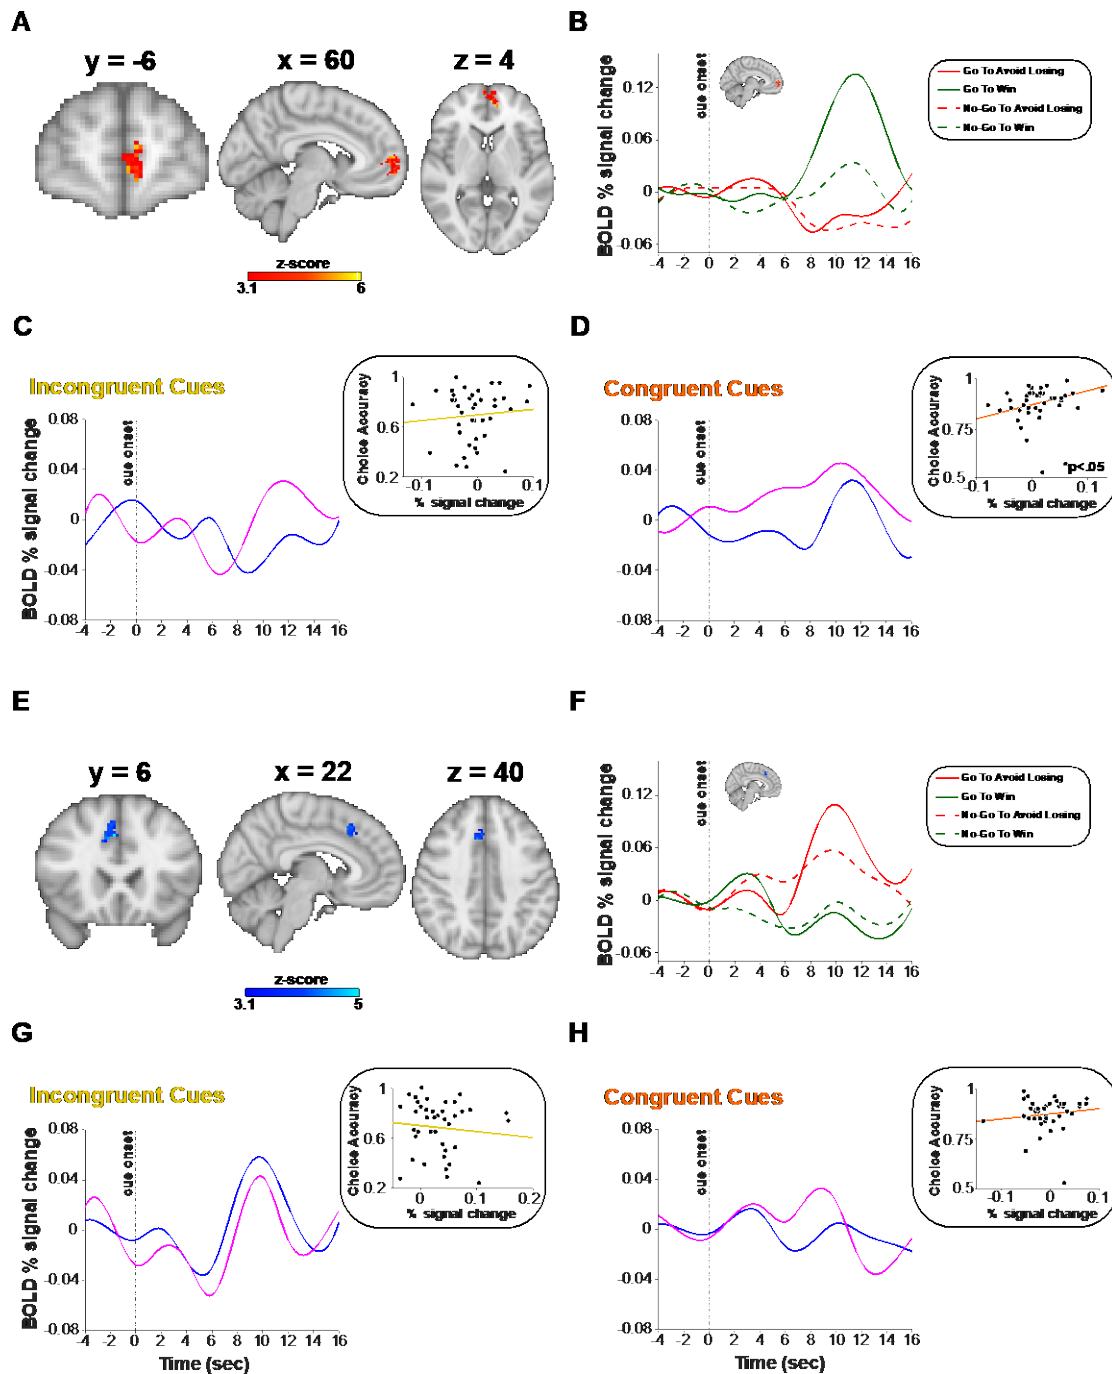 A
y = -6
x = 60
z = 4
z-score
3.1
6
B
BOLD % signal change
0.12
0.06
0
-0.06
cue onset
-4 -2 0 2 4 6 8 10 12 14 16
Go To Avoid Losing
Go To Win
No-Go To Avoid Losing
No-Go To Win
C
Incongruent Cues
BOLD % signal change
0.08
0.04
0
-0.04
-0.08
cue onset
-4 -2 0 2 4 6 8 10 12 14 16
Choice Accuracy
1
0.6
0.2
-0.1 0 0.1
% signal change
D
Congruent Cues
0.08
0.04
0
-0.04
-0.08
cue onset
-4 -2 0 2 4 6 8 10 12 14 16
Choice Accuracy
1
0.75
0.5
*p<.05
-0.1 0 0.1
% signal change
E
y = 6
x = 22
z = 40
z-score
3.1
5
F
BOLD % signal change
0.12
0.06
0
-0.06
cue onset
-4 -2 0 2 4 6 8 10 12 14 16
Go To Avoid Losing
Go To Win
No-Go To Avoid Losing
No-Go To Win
G
Incongruent Cues
BOLD % signal change
0.08
0.04
0
-0.04
-0.08
cue onset
-4 -2 0 2 4 6 8 10 12 14 16
Time (sec)
Choice Accuracy
1
0.6
0.2
0 0.1 0.2
% signal change
H
Congruent Cues
0.08
0.04
0
-0.04
-0.08
cue onset
-4 -2 0 2 4 6 8 10 12 14 16
Time (sec)
Choice Accuracy
1
0.75
0.5
-0.1 0 0.1
% signal change